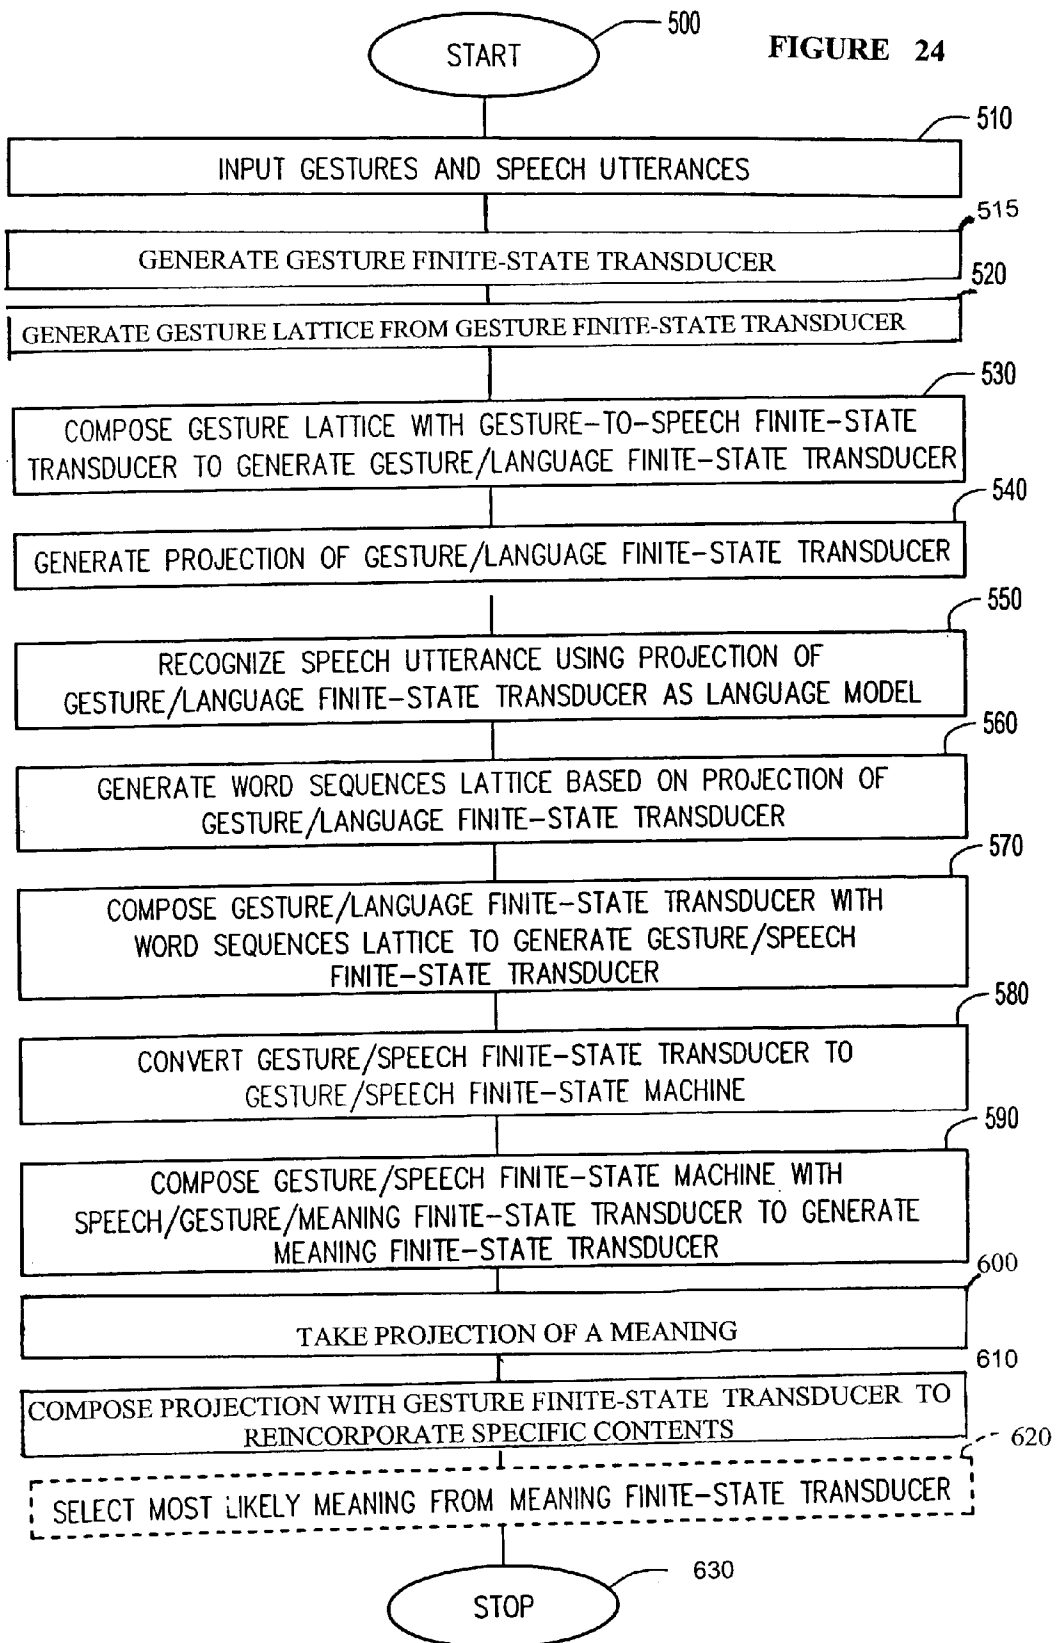 500
START
FIGURE 24
510
INPUT GESTURES AND SPEECH UTTERANCES
515
GENERATE GESTURE FINITE-STATE TRANSDUCER
520
GENERATE GESTURE LATTICE FROM GESTURE FINITE-STATE TRANSDUCER
530
COMPOSE GESTURE LATTICE WITH GESTURE-TO-SPEECH FINITE-STATE
TRANSDUCER TO GENERATE GESTURE/LANGUAGE FINITE-STATE TRANSDUCER
540
GENERATE PROJECTION OF GESTURE/LANGUAGE FINITE-STATE TRANSDUCER
550
RECOGNIZE SPEECH UTTERANCE USING PROJECTION OF
GESTURE/LANGUAGE FINITE-STATE TRANSDUCER AS LANGUAGE MODEL
560
GENERATE WORD SEQUENCES LATTICE BASED ON PROJECTION OF
GESTURE/LANGUAGE FINITE-STATE TRANSDUCER
570
COMPOSE GESTURE/LANGUAGE FINITE-STATE TRANSDUCER WITH
WORD SEQUENCES LATTICE TO GENERATE GESTURE/SPEECH
FINITE-STATE TRANSDUCER
580
CONVERT GESTURE/SPEECH FINITE-STATE TRANSDUCER TO
GESTURE/SPEECH FINITE-STATE MACHINE
590
COMPOSE GESTURE/SPEECH FINITE-STATE MACHINE WITH
SPEECH/GESTURE/MEANING FINITE-STATE TRANSDUCER TO GENERATE
MEANING FINITE-STATE TRANSDUCER
600
TAKE PROJECTION OF A MEANING
610
COMPOSE PROJECTION WITH GESTURE FINITE-STATE TRANSDUCER TO
REINCORPORATE SPECIFIC CONTENTS
620
SELECT MOST LIKELY MEANING FROM MEANING FINITE-STATE TRANSDUCER
630
STOP